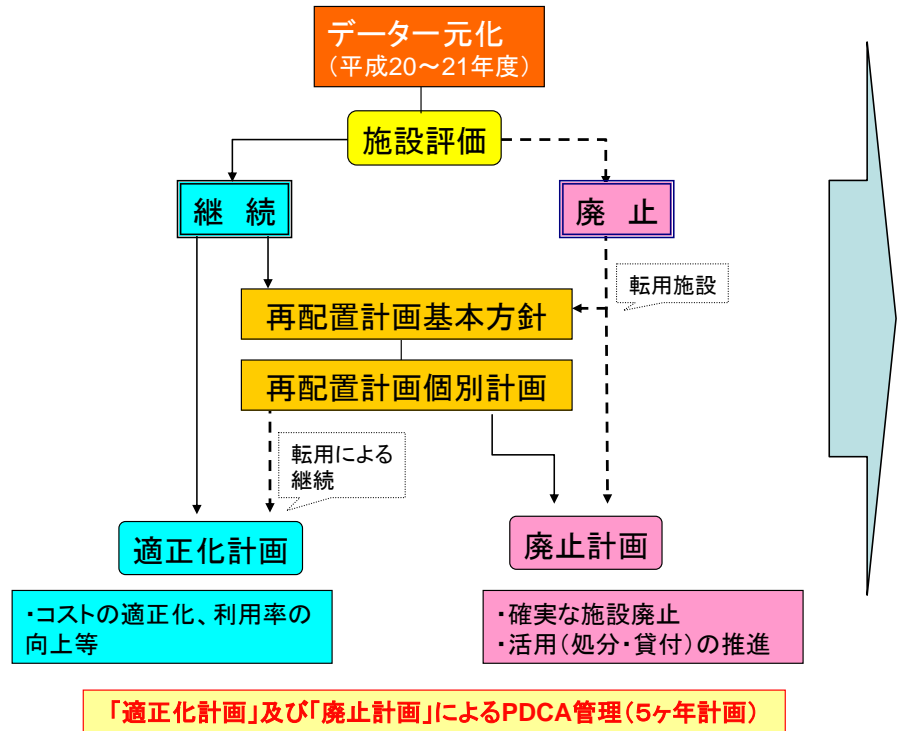 データ一元化
（平成20～21年度）
施設評価
継 続
廃 止
転用施設
再配置計画基本方針
再配置計画個別計画
転用による
継続
適正化計画
廃止計画
・コストの適正化、利用率の
向上等
・確実な施設廃止
・活用（処分・貸付）の推進
「適正化計画」及び「廃止計画」によるPDCA管理（5ヶ年計画）